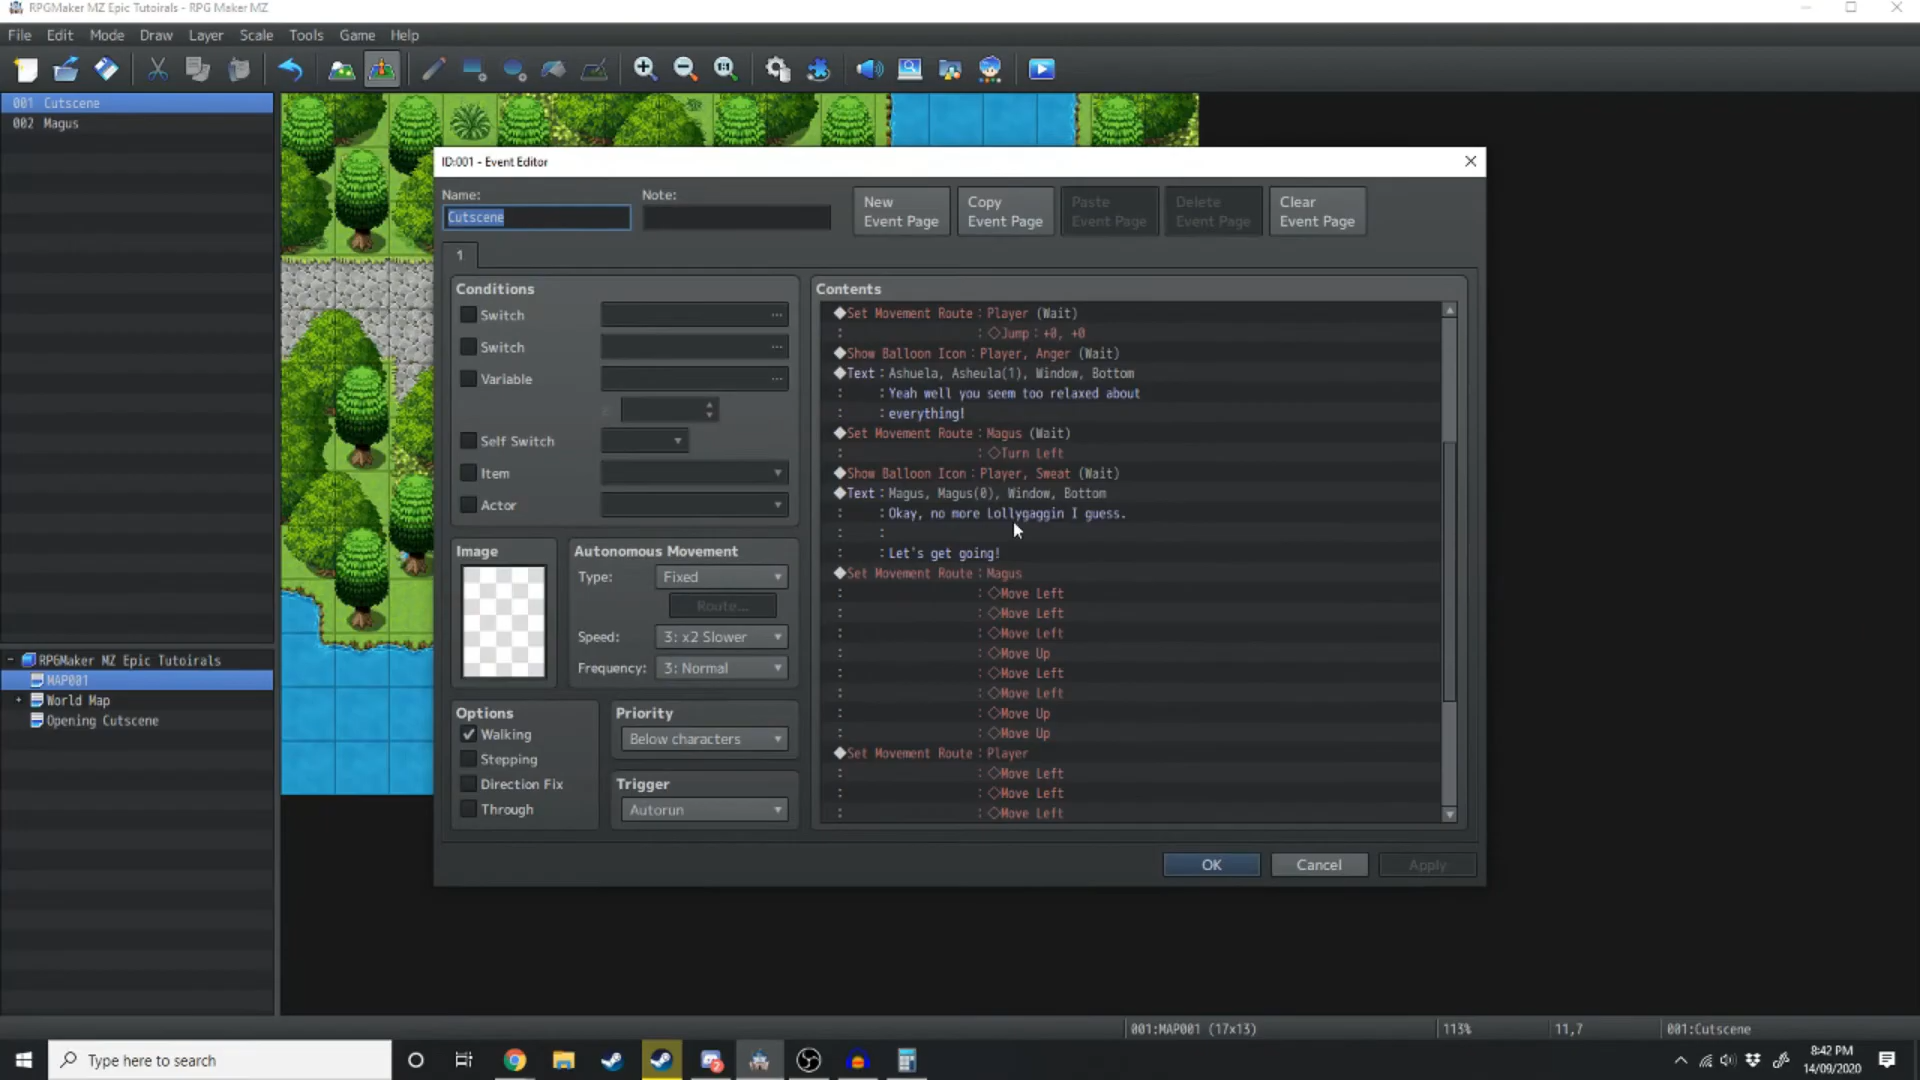 RPGMaker MZ Epic Tutoirals - RPG Maker MZ
File Edit Mode Draw Layer Scale Tools Game Help
001 Cutscene
002 Magus
ID:001 - Event Editor
Name:
Note:
Cutscene
New Event Page
Copy Event Page
Paste Event Page
Delete Event Page
Clear Event Page
1
Conditions
Switch ...
Switch ...
Variable ...
Self Switch
Item
Actor
Image
Autonomous Movement
Type: Fixed
Route...
Speed: 3: x2 Slower
Frequency: 3: Normal
Options
Walking
Stepping
Direction Fix
Through
Priority
Below characters
Trigger
Autorun
Contents
◆Set Movement Route：Player (Wait)
：　：◇Jump：+0, +0
◆Show Balloon Icon：Player, Anger (Wait)
◆Text：Ashuela, Asheula(1), Window, Bottom
：　：Yeah well you seem too relaxed about
：　：everything!
◆Set Movement Route：Magus (Wait)
：　：◇Turn Left
◆Show Balloon Icon：Player, Sweat (Wait)
◆Text：Magus, Magus(0), Window, Bottom
：　：Okay, no more Lollygaggin I guess.
：　：
：　：Let's get going!
◆Set Movement Route：Magus
：　：◇Move Left
：　：◇Move Left
：　：◇Move Left
：　：◇Move Up
：　：◇Move Left
：　：◇Move Left
：　：◇Move Up
：　：◇Move Up
◆Set Movement Route：Player
：　：◇Move Left
：　：◇Move Left
：　：◇Move Left
OK
Cancel
Apply
RPGMaker MZ Epic Tutoirals
MAP001
World Map
Opening Cutscene
001:MAP001 (17x13)
113%
11,7
001:Cutscene
Type here to search
2
8:42 PM
14/09/2020